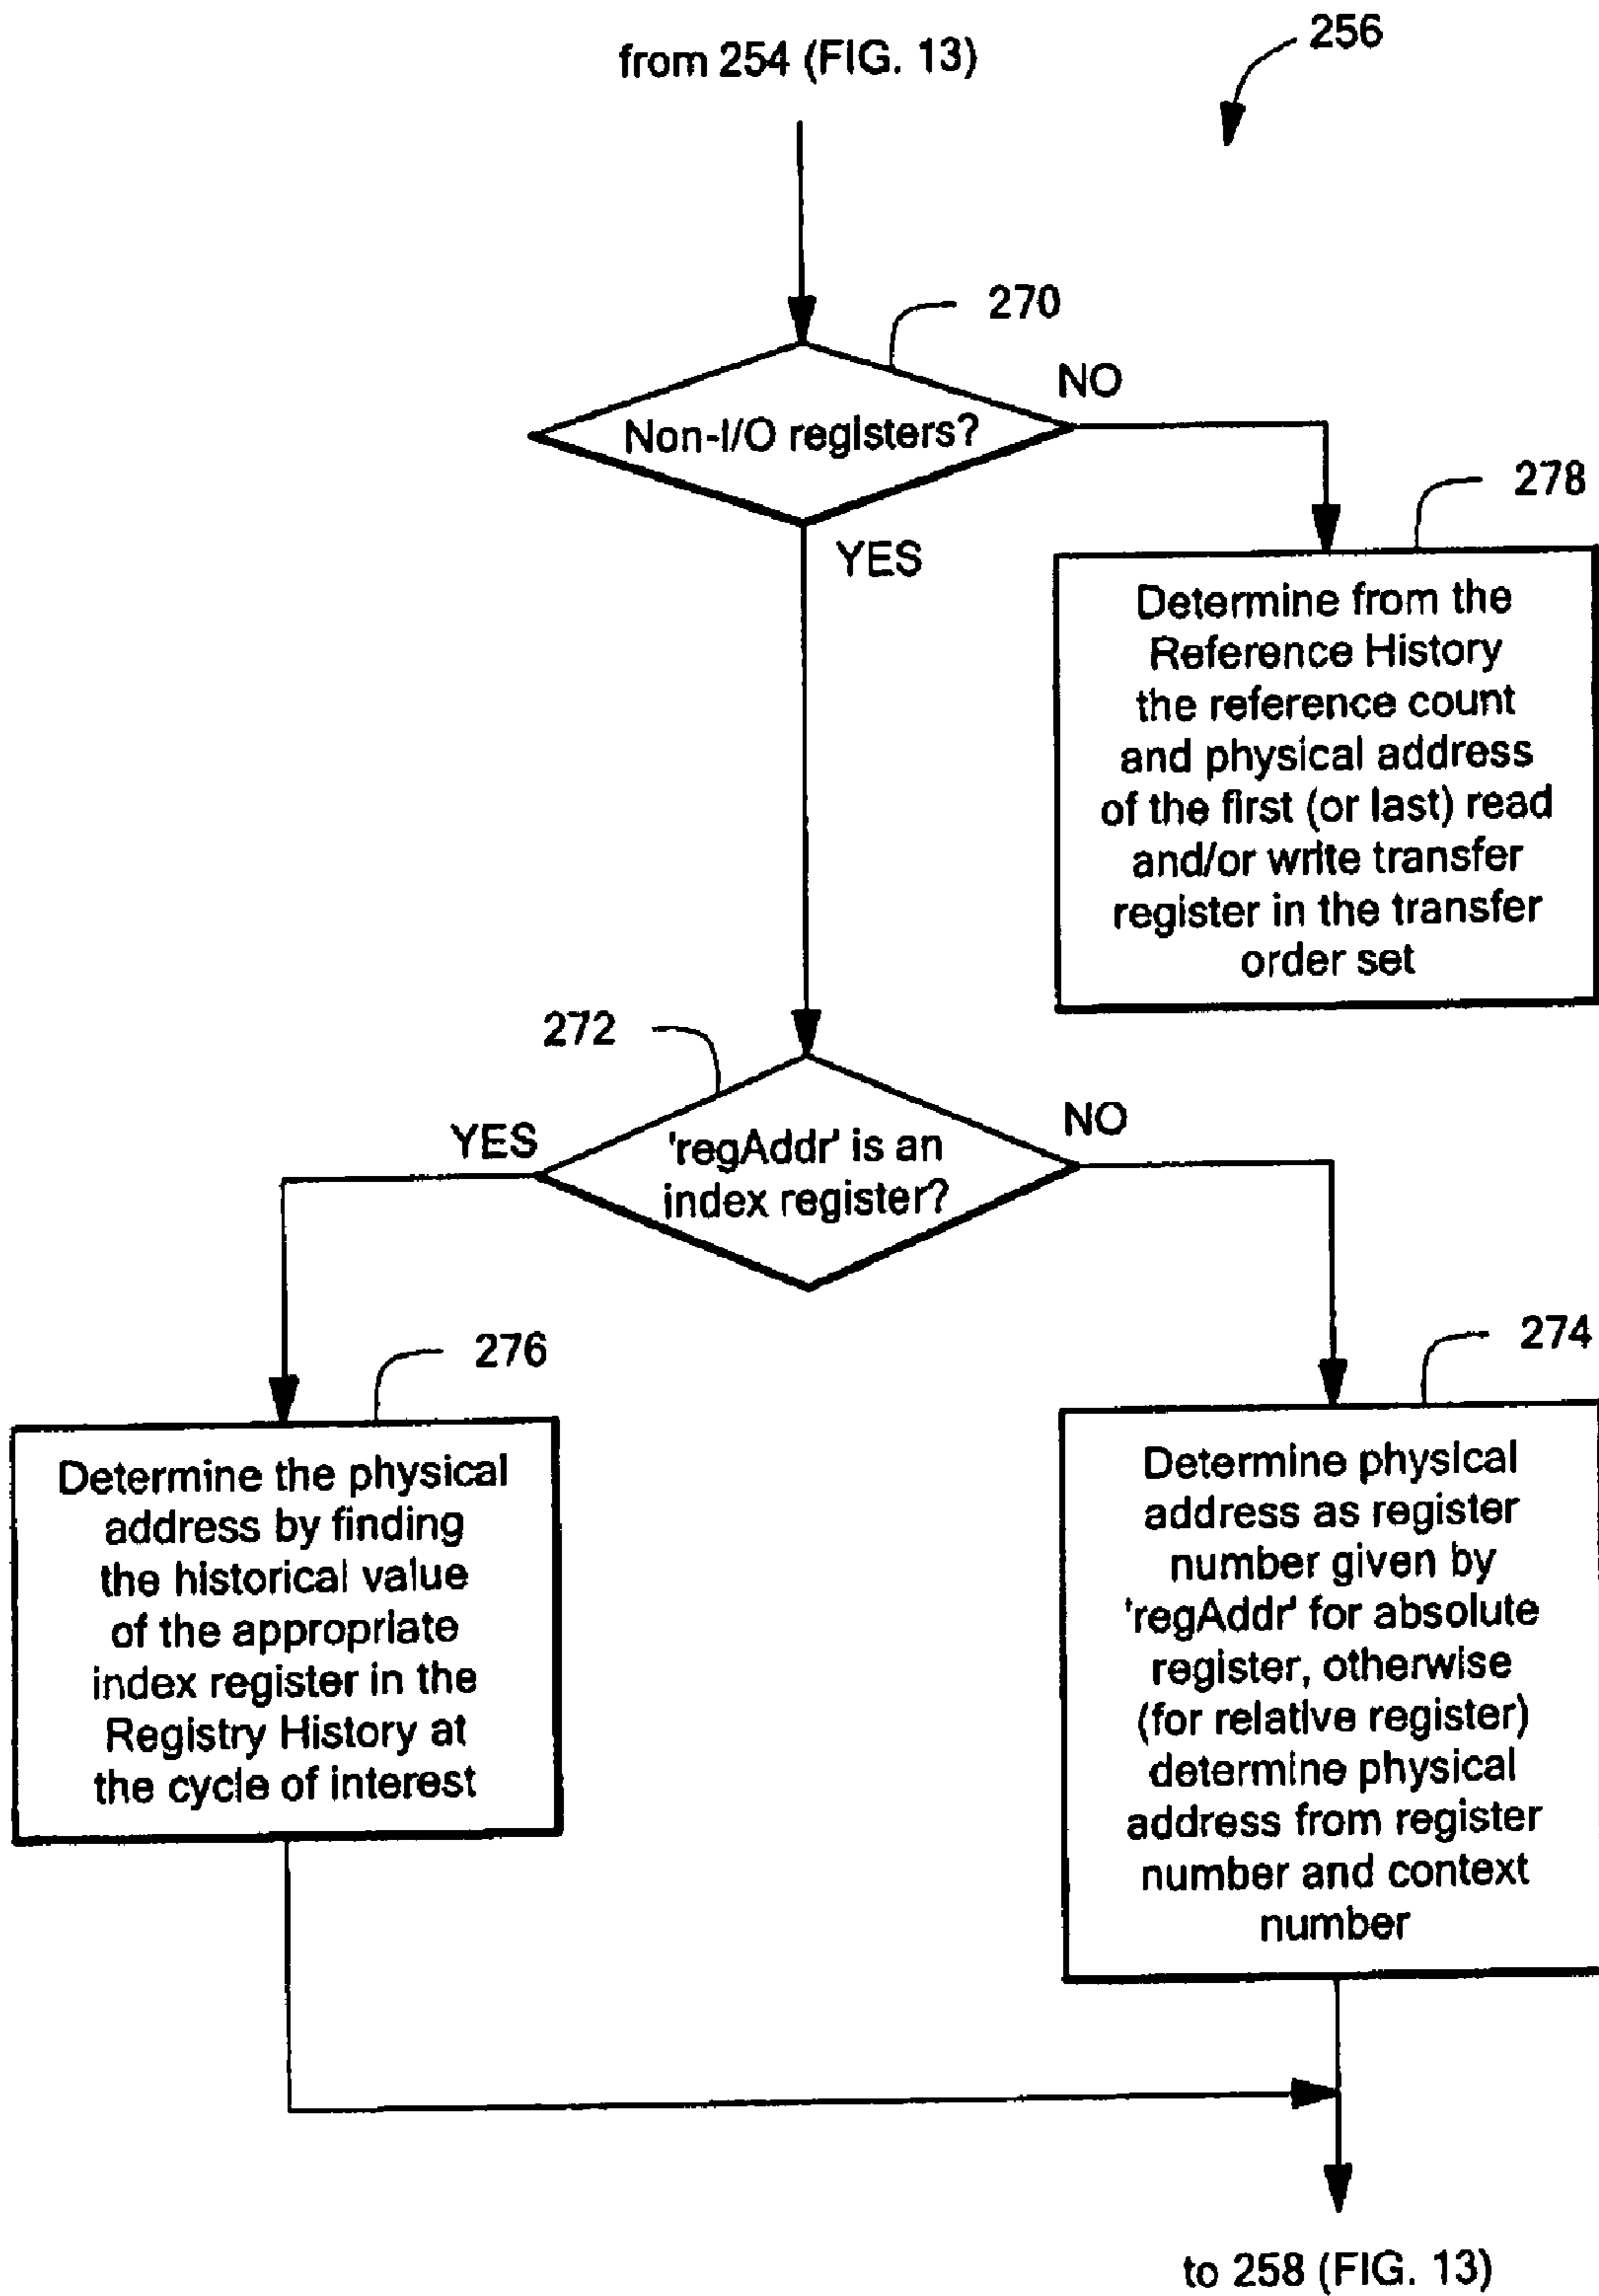 256
from 254 (FIG. 13)
270
NO
Non-I/O registers?
YES
278
Determine from the
Reference History
the reference count
and physical address
of the first (or last) read
and/or write transfer
register in the transfer
order set
272
YES
NO
'regAddr' is an
index register?
276
Determine the physical
address by finding
the historical value
of the appropriate
index register in the
Registry History at
the cycle of interest
274
Determine physical
address as register
number given by
'regAddr' for absolute
register, otherwise
(for relative register)
determine physical
address from register
number and context
number
to 258 (FIG. 13)